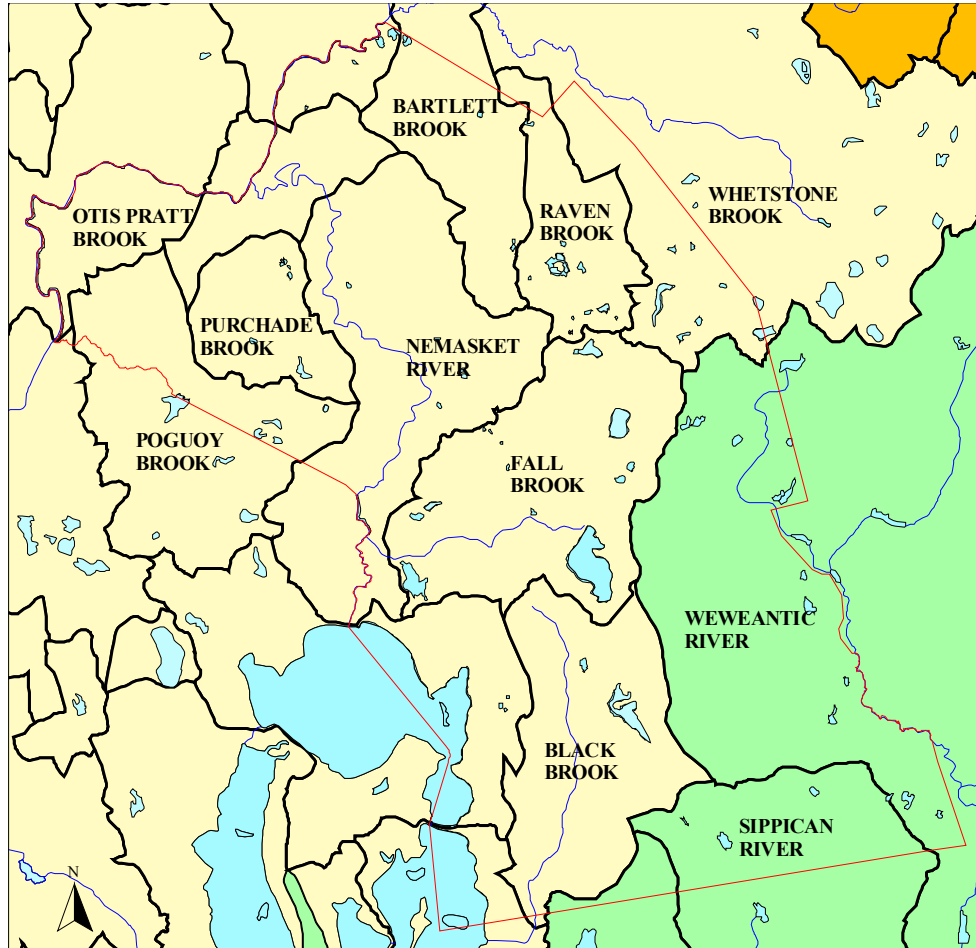 BARTLETT
BROOK
WHETSTONE
BROOK
OTIS PRATT
BROOK
RAVEN
BROOK
PURCHADE
BROOK
NEMASKET
RIVER
POGUOY
BROOK
FALL
BROOK
WEWEANTIC
RIVER
BLACK
BROOK
SIPPICAN
RIVER
N